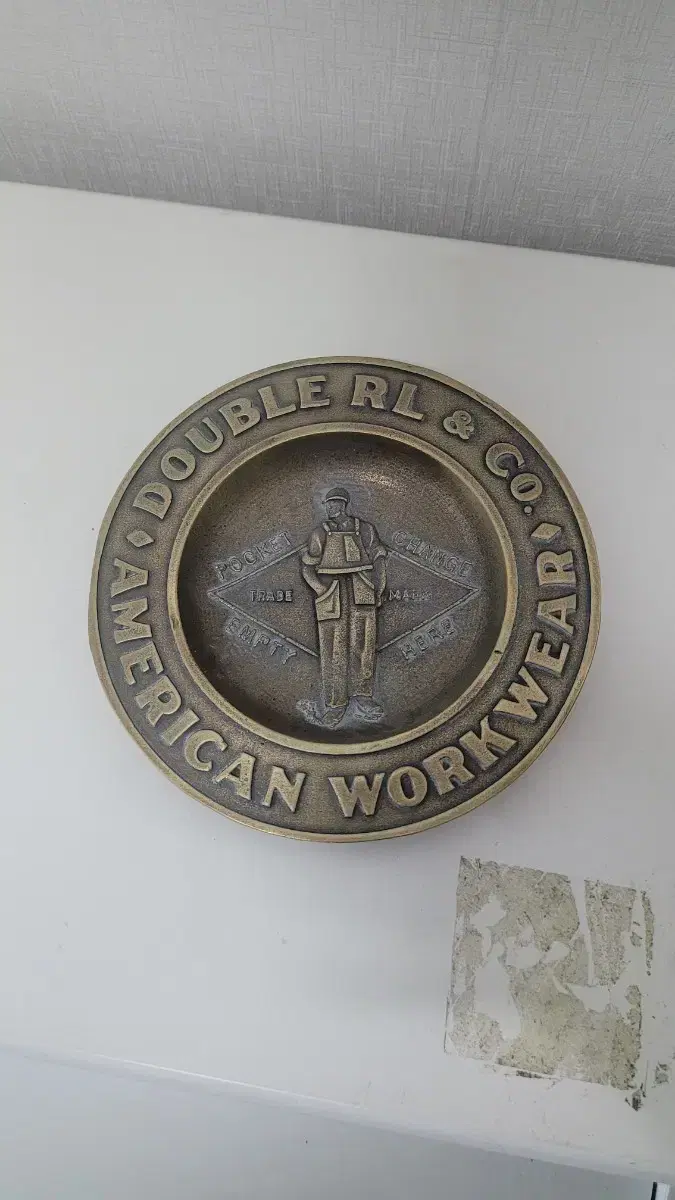 DOUBLE RL & CO.
AMERICAN WORKWEAR
POCKET CHANGE
TRADE MARK
EMPTY HERE